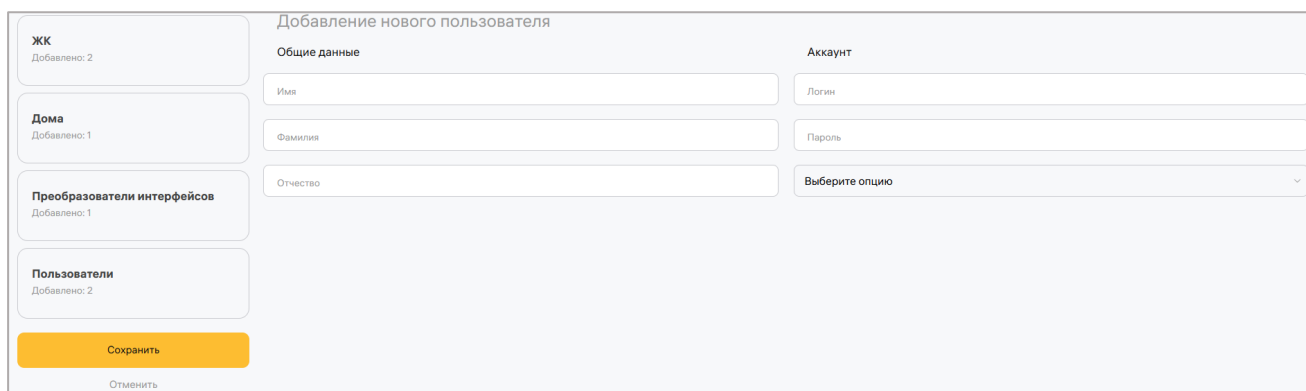 ЖК
Добавлено: 2
Дома
Добавлено: 1
Преобразователи интерфейсов
Добавлено: 1
Пользователи
Добавлено: 2
Сохранить
Отменить
Добавление нового пользователя
Общие данные
Имя
Фамилия
Отчество
Аккаунт
Логин
Пароль
Выберите опцию